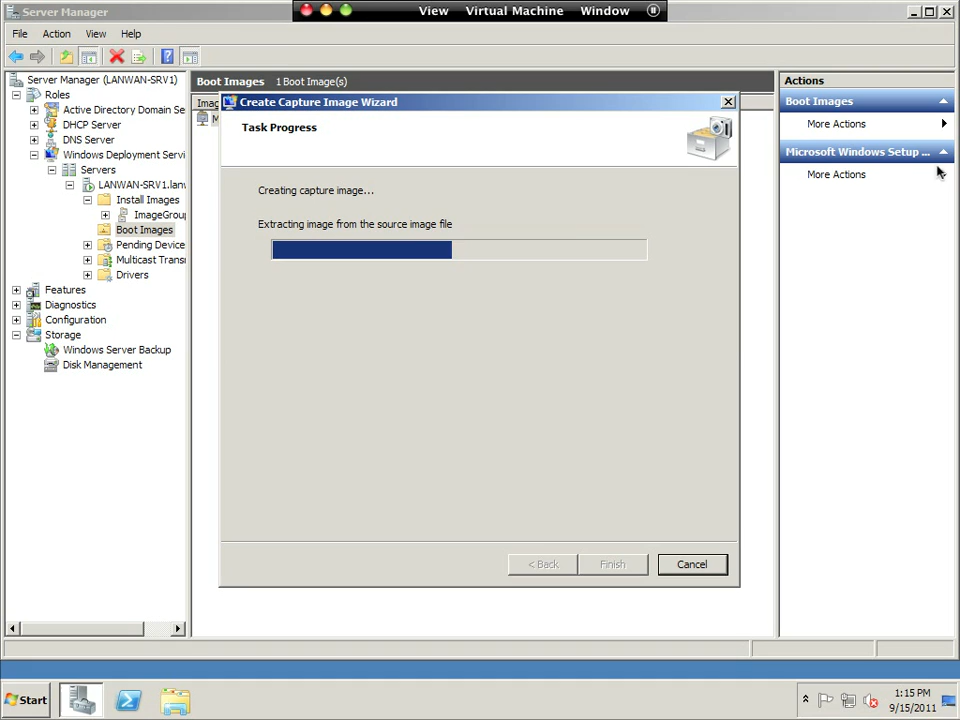 Server Manager
View Virtual Machine Window
File Action View Help
Server Manager (LANWAN-SRV1)
Roles
Active Directory Domain Se
DHCP Server
DNS Server
Windows Deployment Servi
Servers
LANWAN-SRV1.lan
Install Images
ImageGrou
Boot Images
Pending Device
Multicast Trans
Drivers
Features
Diagnostics
Configuration
Storage
Windows Server Backup
Disk Management
Boot Images 1 Boot Image(s)
Imag
M
Create Capture Image Wizard
Task Progress
Creating capture image...
Extracting image from the source image file
< Back Finish Cancel
Actions
Boot Images
More Actions
Microsoft Windows Setup ...
More Actions
Start
1:15 PM
9/15/2011